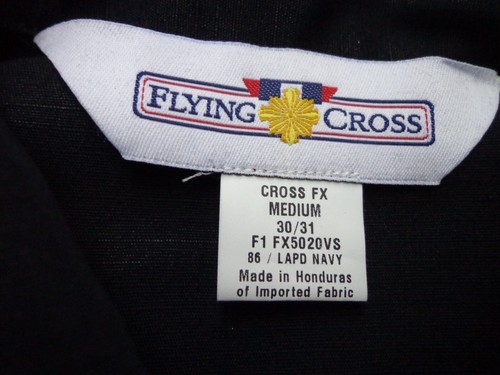 FLYING CROSS
CROSS FX
MEDIUM
30/31
F1 FX5020VS
86 / LAPD NAVY
Made in Honduras
of Imported Fabric